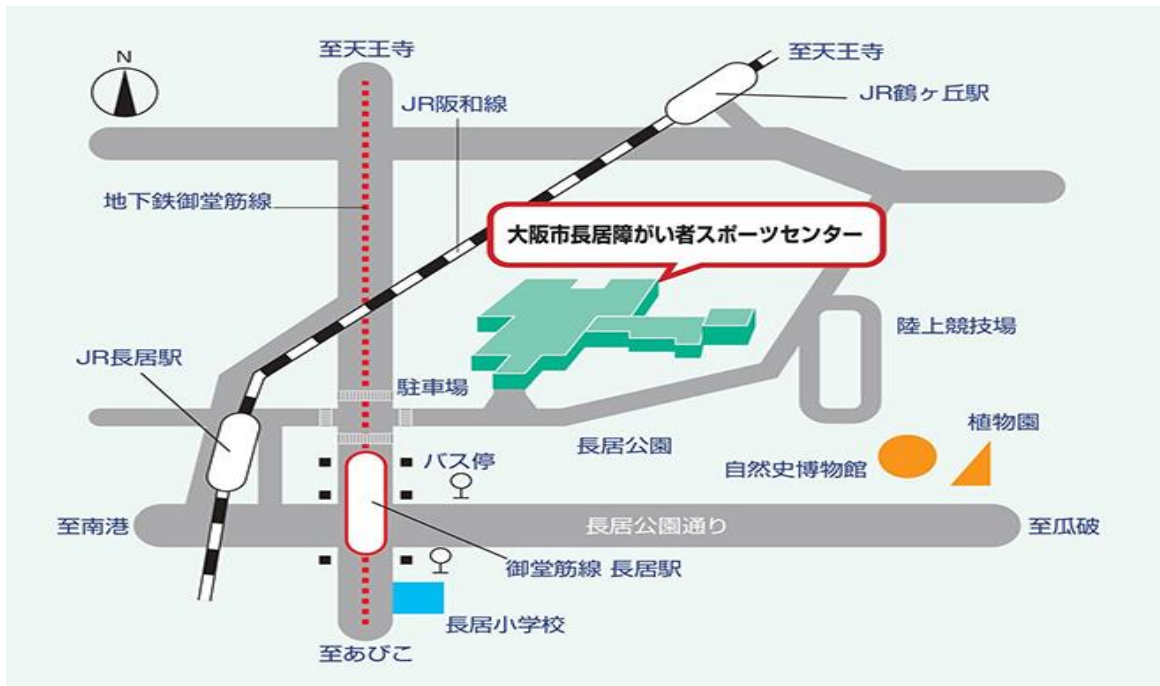 至天王寺
至天王寺
N
JR阪和線
JR鶴ヶ丘駅
地下鉄御堂筋線
大阪市長居障がい者スポーツセンター
陸上競技場
JR長居駅
駐車場
植物園
長居公園
バス停
自然史博物館
至南港
長居公園通り
至瓜破
御堂筋線 長居駅
長居小学校
至あびこ